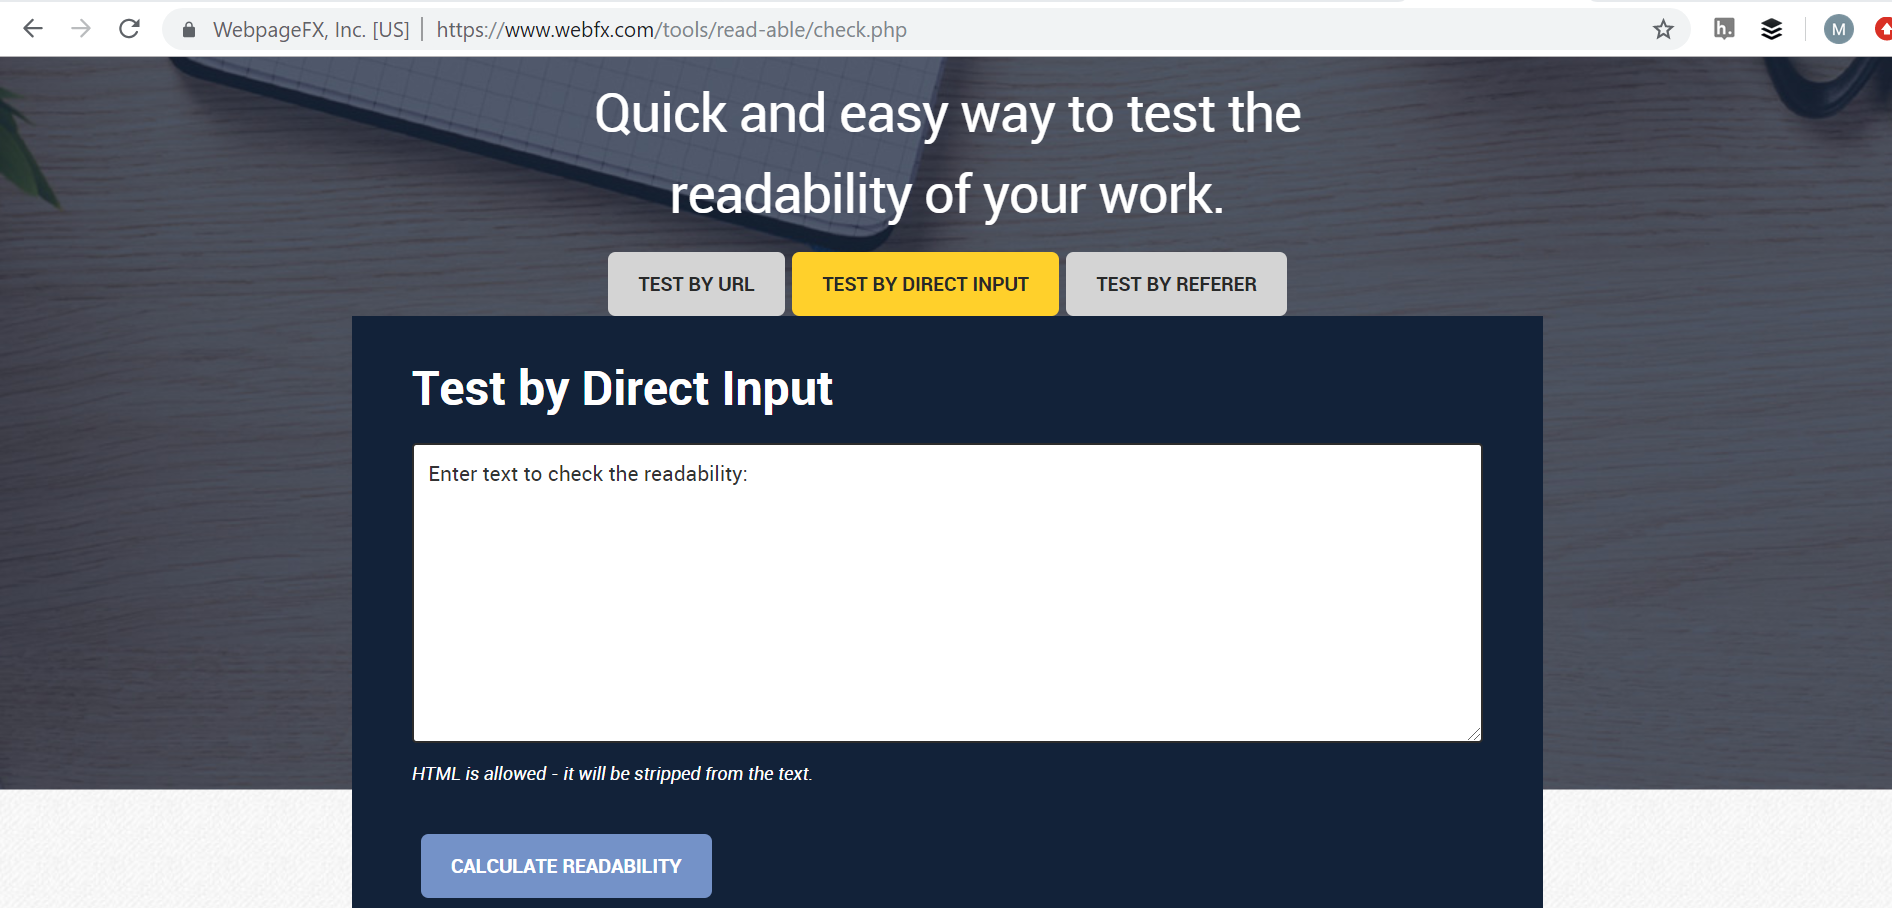 WebpageFX, Inc. [US] | https://www.webfx.com/tools/read-able/check.php
h.
M
Quick and easy way to test the
readability of your work.
TEST BY URL
TEST BY DIRECT INPUT
TEST BY REFERER
Test by Direct Input
Enter text to check the readability:
HTML is allowed - it will be stripped from the text.
CALCULATE READABILITY